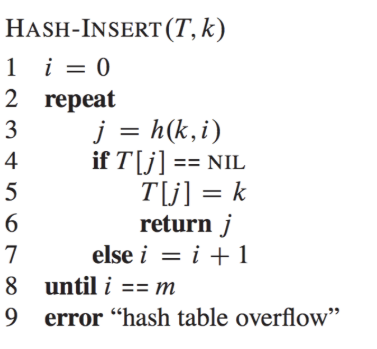 HASH-INSERT(T, k)
1 i = 0
2 repeat
3 j = h(k, i)
4 if T[j] == NIL
5 T[j] = k
6 return j
7 else i = i + 1
8 until i == m
9 error “hash table overflow”